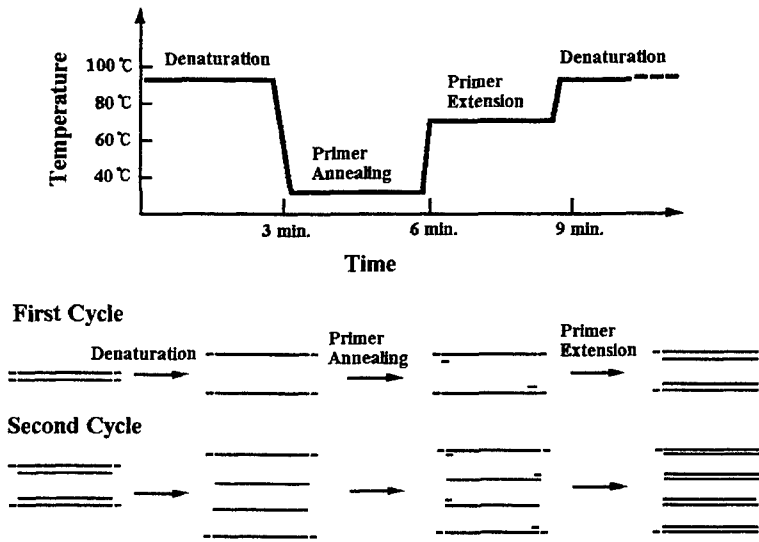 Temperature
100 ℃
80 ℃
60 ℃
40 ℃
Denaturation
Primer
Annealing
Primer
Extension
Denaturation
3 min.
6 min.
9 min.
Time
First Cycle
Denaturation
Primer
Annealing
Primer
Extension
Second Cycle